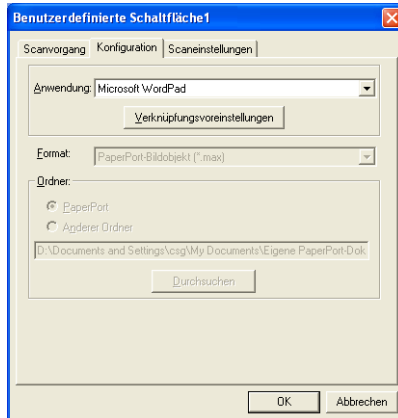 Benutzerdefinierte Schaltfläche1
Scanvorgang Konfiguration Scaneinstellungen
Anwendung: Microsoft WordPad
Verknüpfungsvoreinstellungen
Format: PaperPort-Bildobjekt (*.max)
Ordner:
PaperPort
Anderer Ordner
D:\Documents and Settings\csg\My Documents\Eigene PaperPort-Dok
Durchsuchen
OK Abbrechen